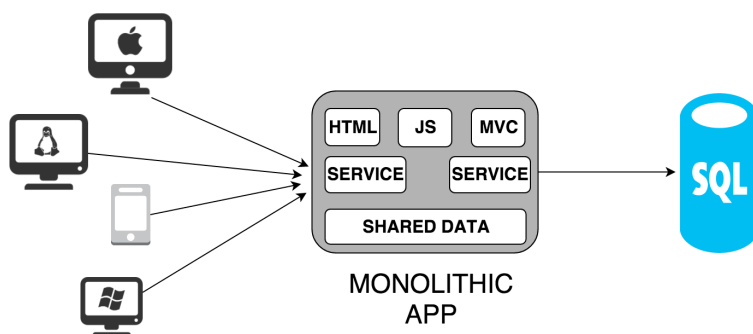 HTML JS MVC
SERVICE SERVICE
SHARED DATA
SQL
MONOLITHIC
APP